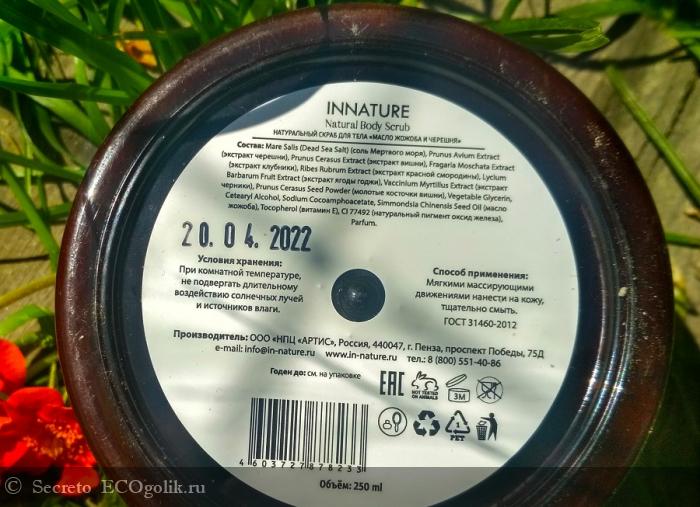 INNATURE
Natural Body Scrub
НАТУРАЛЬНЫЙ СКРАБ ДЛЯ ТЕЛА «МАСЛО ЖОЖОБА И ЧЕРЕШНЯ»
Состав: Mare Salis (Dead Sea Salt) (соль Мертвого моря), Prunus Avium Extract
(экстракт черешни), Prunus Cerasus Extract (экстракт вишни), Fragaria Moschata Extract
(экстракт клубники), Ribes Rubrum Extract (экстракт красной смородины), Lycium
Barbarum Fruit Extract (экстракт ягоды годжи), Vaccinium Myrtillus Extract (экстракт
черники), Prunus Cerasus Seed Powder (молотые косточки вишни), Vegetable Glycerin,
Cetearyl Alcohol, Sodium Cocoamphoacetate, Simmondsia Chinensis Seed Oil (масло
жожоба), Tocopherol (витамин Е), CI 77492 (натуральный пигмент оксид железа),
Parfum.
20.04.2022
Условия хранения:
При комнатной температуре,
не подвергать длительному
воздействию солнечных лучей
и источников влаги.
Способ применения:
Мягкими массирующими
движениями нанести на кожу,
тщательно смыть.
ГОСТ 31460-2012
Производитель: ООО «НПЦ «АРТИС», Россия, 440047, г. Пенза, проспект Победы, 75Д
e-mail: info@in-nature.ru www.in-nature.ru тел.: 8 (800) 551-40-86
Годен до: см. на упаковке
EAC
NOT TESTED
ON ANIMALS
3M
1
PET
4603727878233
Объём: 250 ml
© Secreto ECOgolik.ru